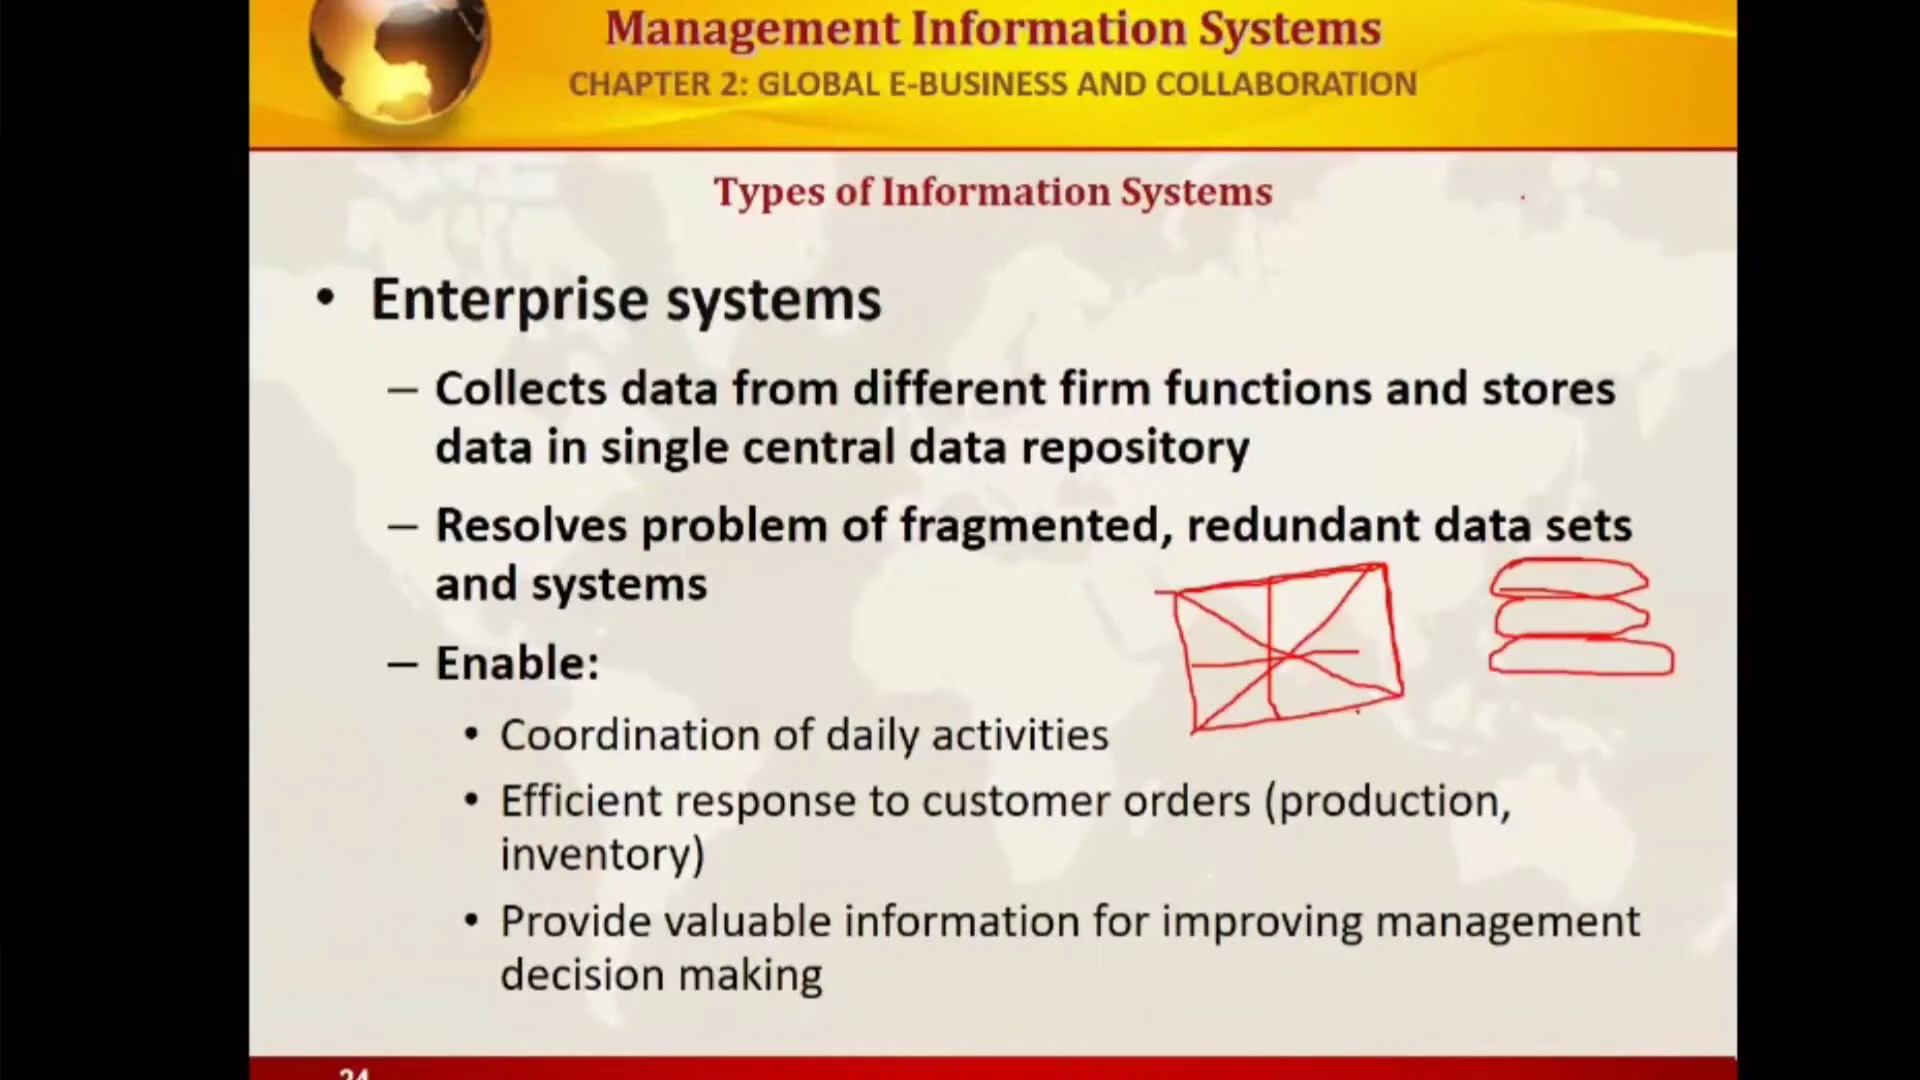 Management Information Systems
CHAPTER 2: GLOBAL E-BUSINESS AND COLLABORATION
Types of Information Systems
• Enterprise systems
– Collects data from different firm functions and stores
data in single central data repository
– Resolves problem of fragmented, redundant data sets
and systems
– Enable:
• Coordination of daily activities
• Efficient response to customer orders (production,
inventory)
• Provide valuable information for improving management
decision making